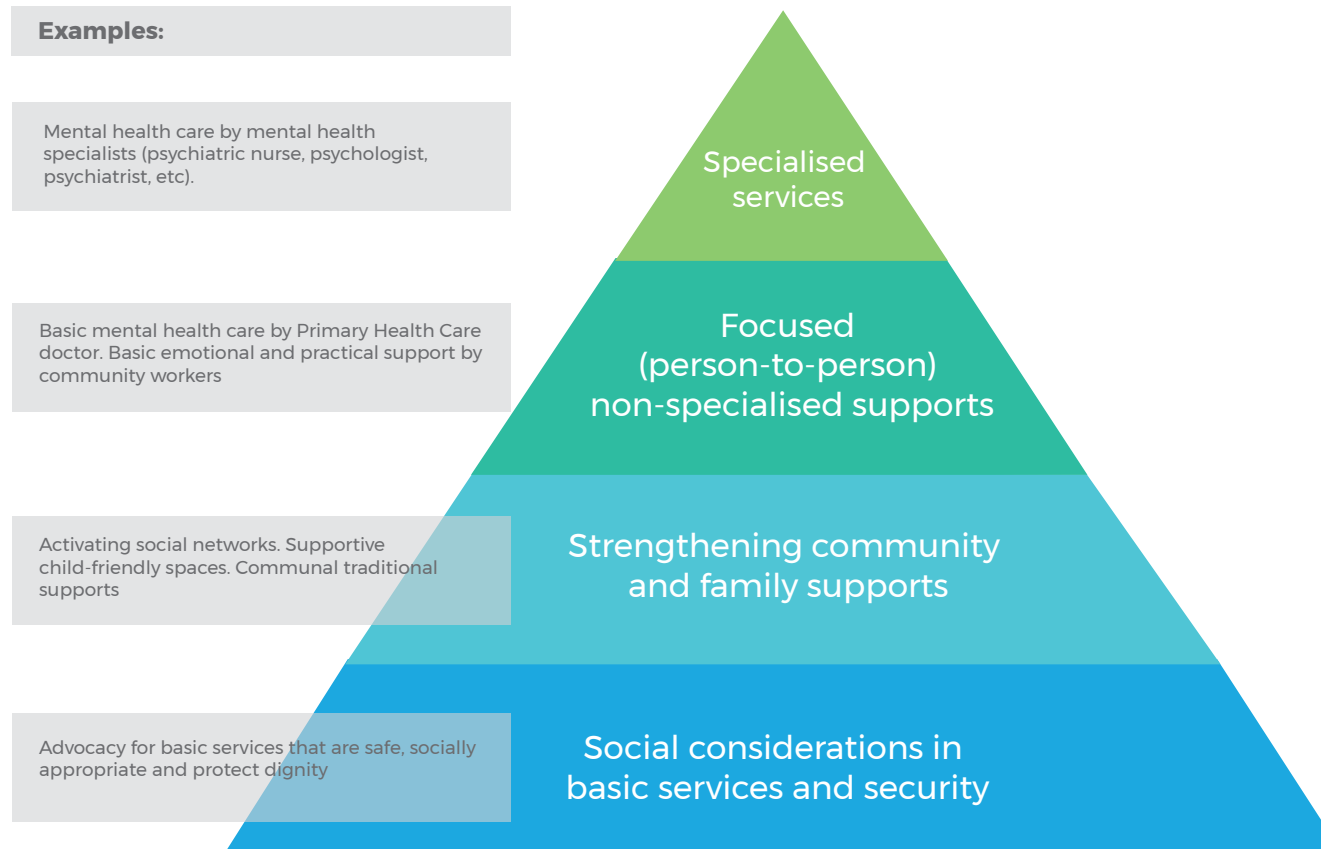 Examples:
Mental health care by mental health
specialists (psychiatric nurse, psychologist,
psychiatrist, etc).
Specialised
services
Basic mental health care by Primary Health Care
doctor. Basic emotional and practical support by
community workers
Focused
(person-to-person)
non-specialised supports
Activating social networks. Supportive
child-friendly spaces. Communal traditional
supports
Strengthening community
and family supports
Advocacy for basic services that are safe, socially
appropriate and protect dignity
Social considerations in
basic services and security